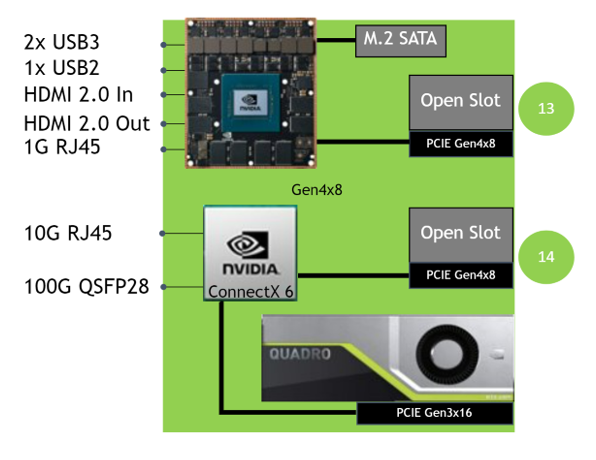 2x USB3
1x USB2
HDMI 2.0 In
HDMI 2.0 Out
1G RJ45
NVIDIA
M.2 SATA
Open Slot
PCIE Gen4x8
13
Gen4x8
10G RJ45
100G QSFP28
NVIDIA.
ConnectX 6
Open Slot
PCIE Gen4x8
14
QUADRO
PCIE Gen3x16